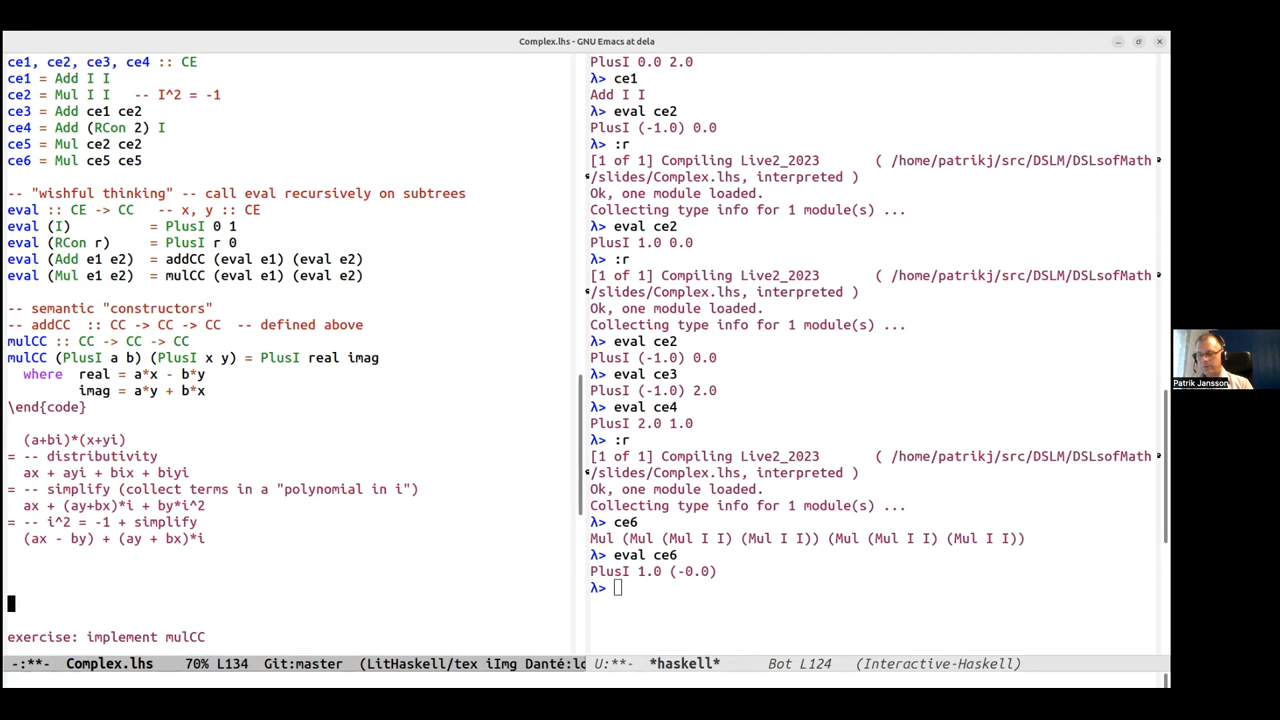 Complex.lhs - GNU Emacs at dela
ce1, ce2, ce3, ce4 :: CE
ce1 = Add I I
ce2 = Mul I I   -- I^2 = -1
ce3 = Add ce1 ce2
ce4 = Add (RCon 2) I
ce5 = Mul ce2 ce2
ce6 = Mul ce5 ce5
-- "wishful thinking" -- call eval recursively on subtrees
eval :: CE -> CC   -- x, y :: CE
eval (I)          = PlusI 0 1
eval (RCon r)     = PlusI r 0
eval (Add e1 e2)  = addCC (eval e1) (eval e2)
eval (Mul e1 e2)  = mulCC (eval e1) (eval e2)
-- semantic "constructors"
-- addCC  :: CC -> CC -> CC  -- defined above
mulCC :: CC -> CC -> CC
mulCC (PlusI a b) (PlusI x y) = PlusI real imag
  where  real = a*x - b*y
         imag = a*y + b*x
\end{code}
  (a+bi)*(x+yi)
= -- distributivity
  ax + ayi + bix + biyi
= -- simplify (collect terms in a "polynomial in i")
  ax + (ay+bx)*i + by*i^2
= -- i^2 = -1 + simplify
  (ax - by) + (ay + bx)*i
exercise: implement mulCC
-:**-  Complex.lhs    70% L134  Git:master  (LitHaskell/tex iImg Danté:lc
PlusI 0.0 2.0
λ> ce1
Add I I
λ> eval ce2
PlusI (-1.0) 0.0
λ> :r
[1 of 1] Compiling Live2_2023      ( /home/patrikj/src/DSLM/DSLsofMath
/slides/Complex.lhs, interpreted )
Ok, one module loaded.
Collecting type info for 1 module(s) ...
λ> eval ce2
PlusI 1.0 0.0
λ> :r
[1 of 1] Compiling Live2_2023      ( /home/patrikj/src/DSLM/DSLsofMath
/slides/Complex.lhs, interpreted )
Ok, one module loaded.
Collecting type info for 1 module(s) ...
λ> eval ce2
PlusI (-1.0) 0.0
λ> eval ce3
PlusI (-1.0) 2.0
λ> eval ce4
PlusI 2.0 1.0
λ> :r
[1 of 1] Compiling Live2_2023      ( /home/patrikj/src/DSLM/DSLsofMath
/slides/Complex.lhs, interpreted )
Ok, one module loaded.
Collecting type info for 1 module(s) ...
λ> ce6
Mul (Mul (Mul I I) (Mul I I)) (Mul (Mul I I) (Mul I I))
λ> eval ce6
PlusI 1.0 (-0.0)
λ>
U:**-  *haskell*      Bot L124   (Interactive-Haskell)
Patrik Jansson